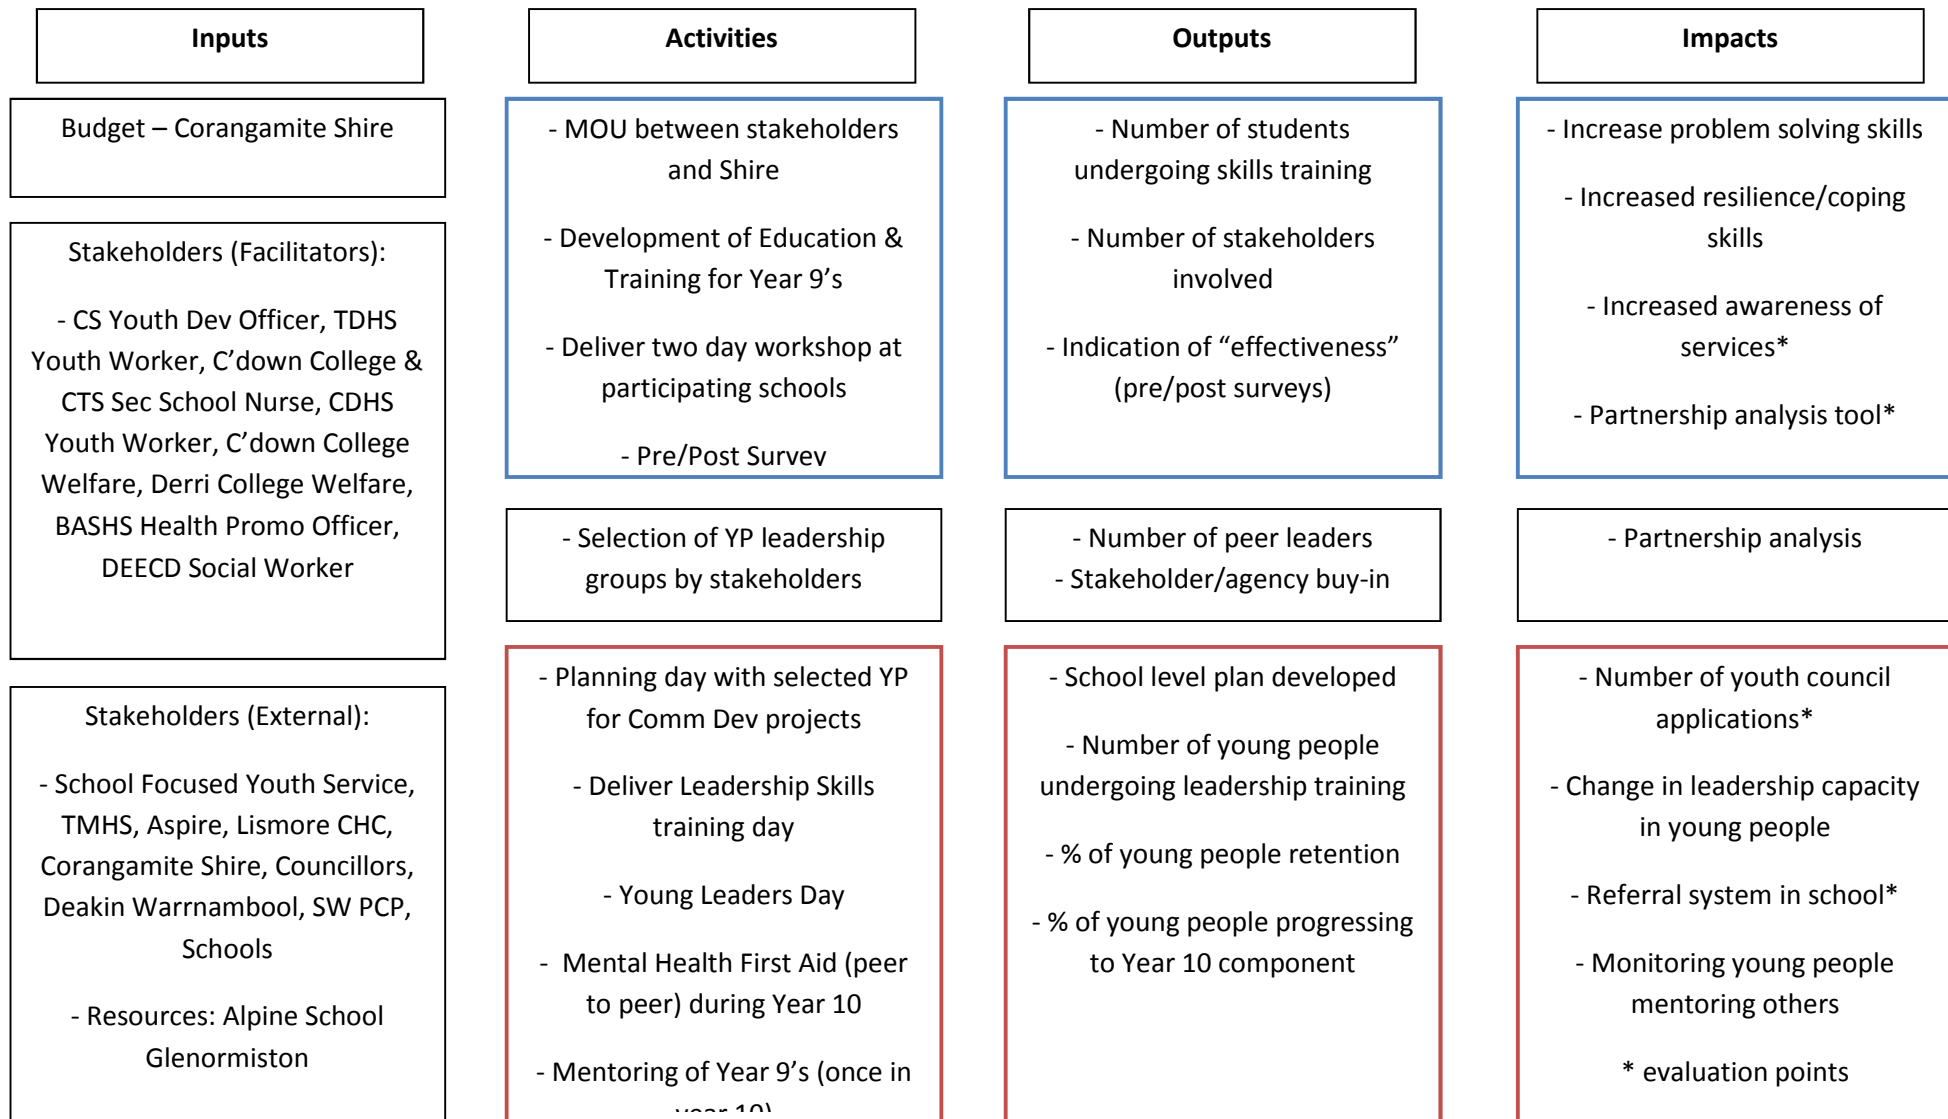 Inputs
Activities
Outputs
Impacts
Budget – Corangamite Shire
Stakeholders (Facilitators):
- CS Youth Dev Officer, TDHS
Youth Worker, C’down College &
CTS Sec School Nurse, CDHS
Youth Worker, C’down College
Welfare, Derri College Welfare,
BASHS Health Promo Officer,
DEECD Social Worker
Stakeholders (External):
- School Focused Youth Service,
TMHS, Aspire, Lismore CHC,
Corangamite Shire, Councillors,
Deakin Warrnambool, SW PCP,
Schools
- Resources: Alpine School
Glenormiston
- MOU between stakeholders
and Shire
- Development of Education &
Training for Year 9’s
- Deliver two day workshop at
participating schools
- Pre/Post Survey
- Selection of YP leadership
groups by stakeholders
- Planning day with selected YP
for Comm Dev projects
- Deliver Leadership Skills
training day
- Young Leaders Day
- Mental Health First Aid (peer
to peer) during Year 10
- Mentoring of Year 9’s (once in
year 10)
- Number of students
undergoing skills training
- Number of stakeholders
involved
- Indication of “effectiveness”
(pre/post surveys)
- Number of peer leaders
- Stakeholder/agency buy-in
- School level plan developed
- Number of young people
undergoing leadership training
- % of young people retention
- % of young people progressing
to Year 10 component
- Increase problem solving skills
- Increased resilience/coping
skills
- Increased awareness of
services*
- Partnership analysis tool*
- Partnership analysis
- Number of youth council
applications*
- Change in leadership capacity
in young people
- Referral system in school*
- Monitoring young people
mentoring others
* evaluation points